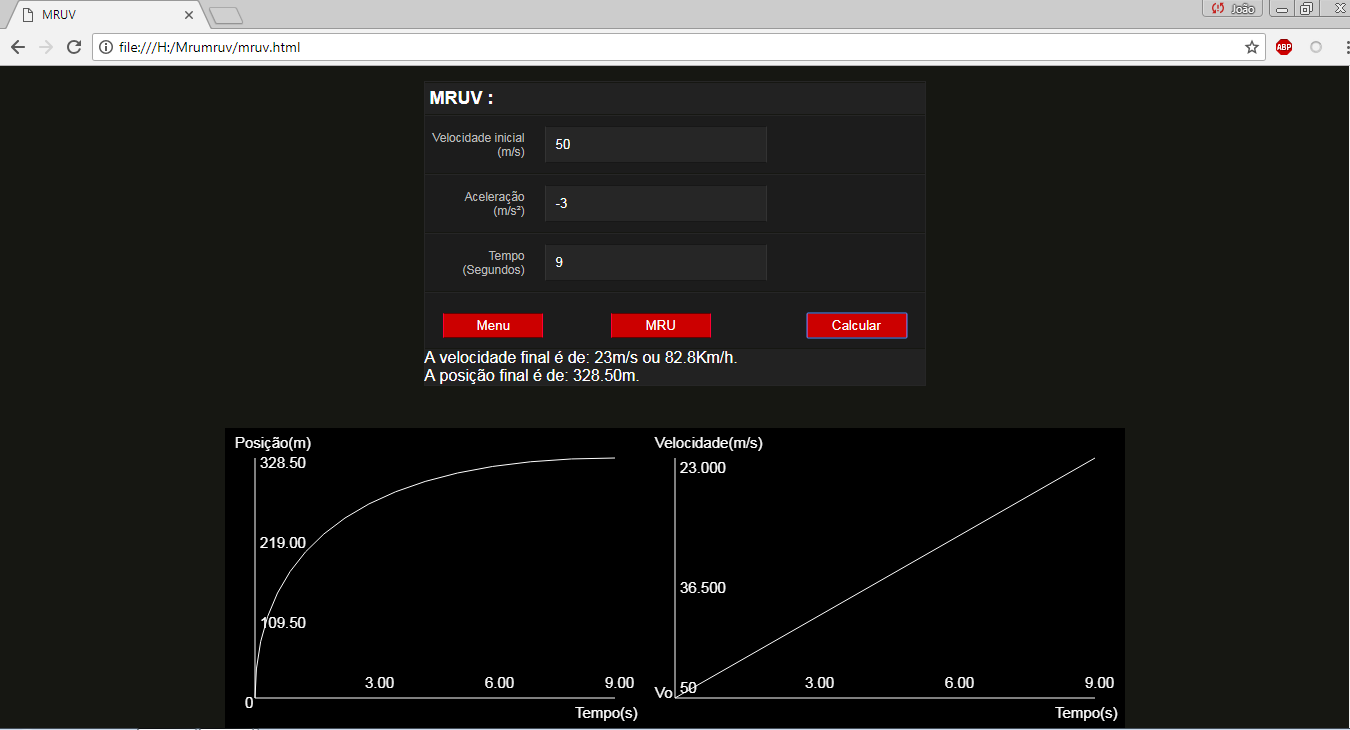 MRUV
João
file:///H:/Mrumruv/mruv.html
ABP
MRUV :
Velocidade inicial
(m/s)
50
Aceleração
(m/s²)
-3
Tempo
(Segundos)
9
Menu MRU Calcular
A velocidade final é de: 23m/s ou 82.8Km/h.
A posição final é de: 328.50m.
Posição(m)
328.50
219.00
109.50
0
3.00 6.00 9.00
Tempo(s)
Velocidade(m/s)
23.000
36.500
Vo 50
3.00 6.00 9.00
Tempo(s)